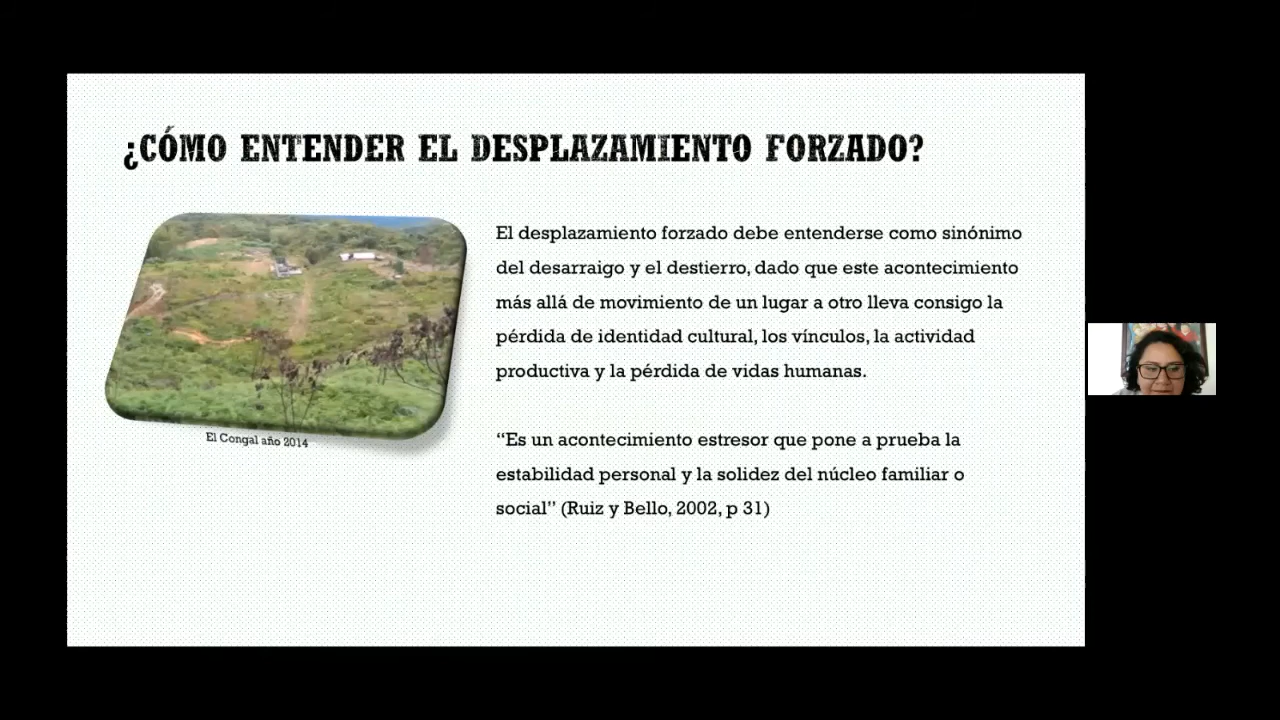 ¿CÓMO ENTENDER EL DESPLAZAMIENTO FORZADO?
El desplazamiento forzado debe entenderse como sinónimo
del desarraigo y el destierro, dado que este acontecimiento
más allá de movimiento de un lugar a otro lleva consigo la
pérdida de identidad cultural, los vínculos, la actividad
productiva y la pérdida de vidas humanas.
“Es un acontecimiento estresor que pone a prueba la
estabilidad personal y la solidez del núcleo familiar o
social” (Ruiz y Bello, 2002, p 31)
El Congal año 2014